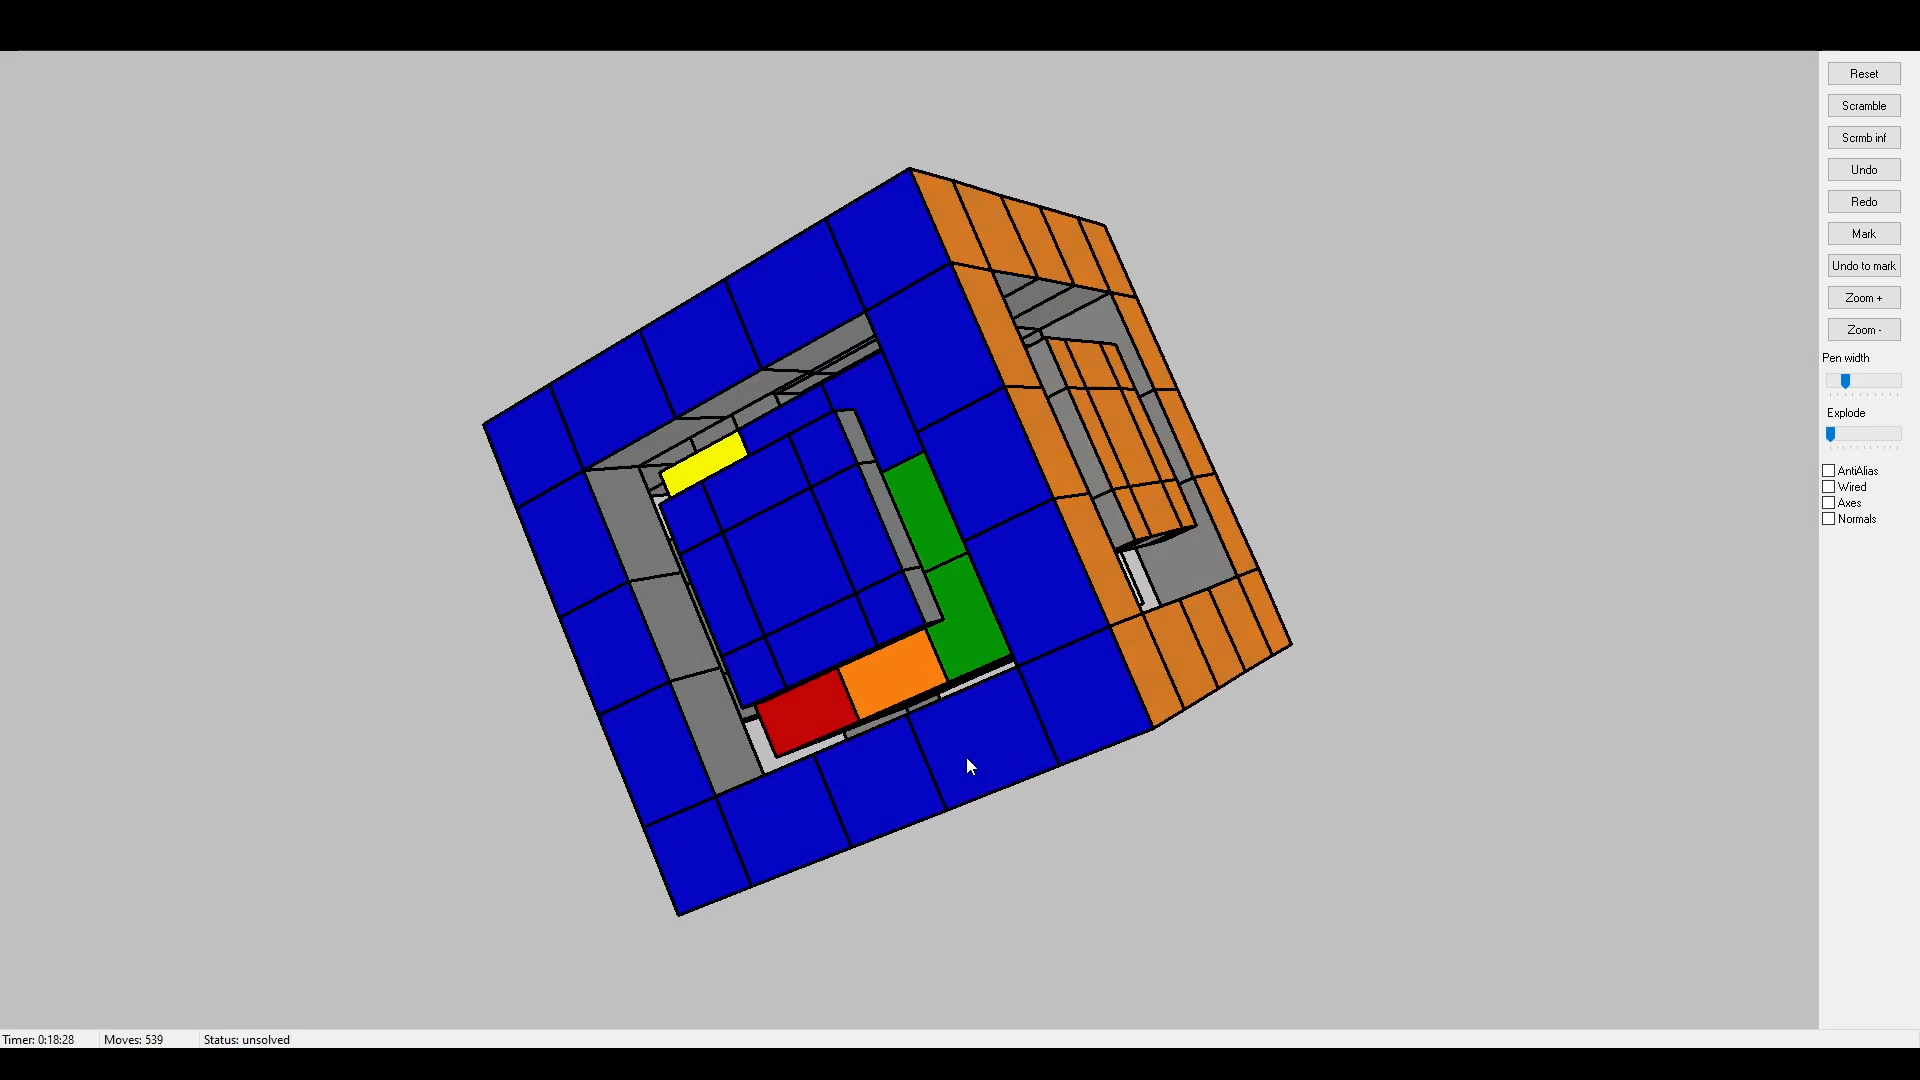 Reset
Scramble
Scrmb inf
Undo
Redo
Mark
Undo to mark
Zoom +
Zoom -
Pen width
Explode
AntiAlias
Wired
Axes
Normals
Timer: 0:18:28 Moves: 539 Status: unsolved